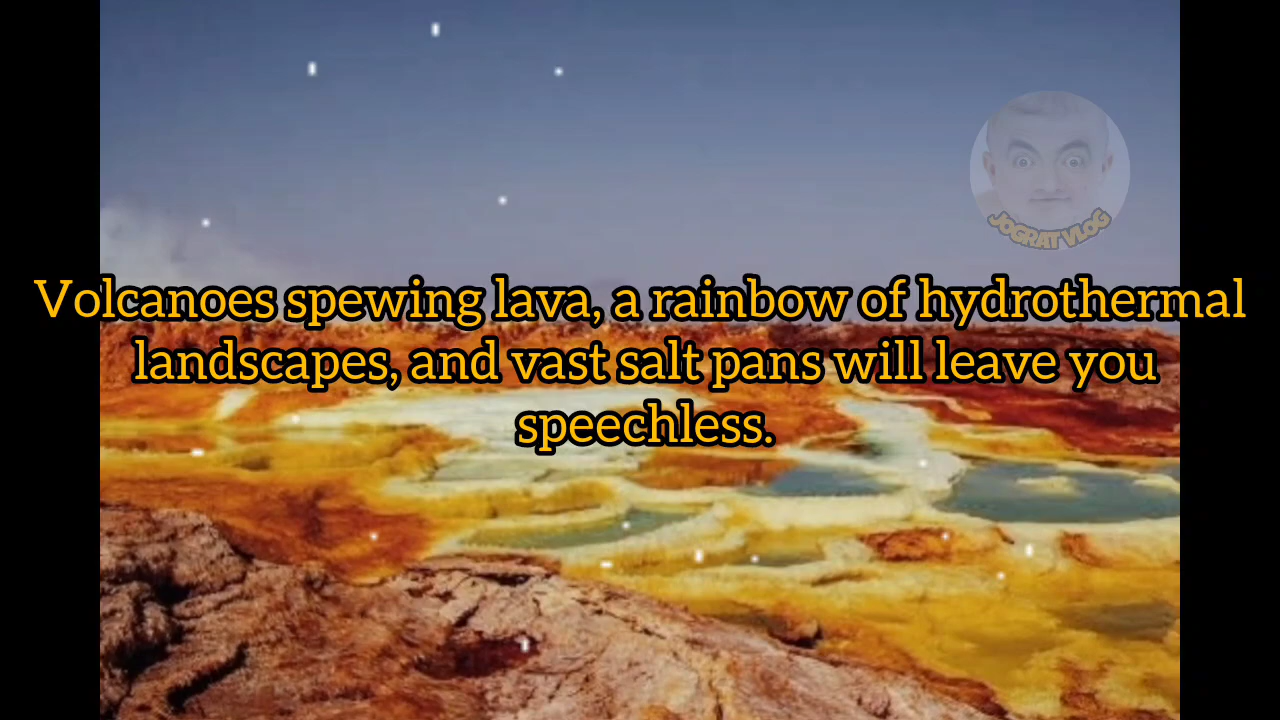 JOGRAT VLOG
Volcanoes spewing lava, a rainbow of hydrothermal
landscapes, and vast salt pans will leave you
speechless.